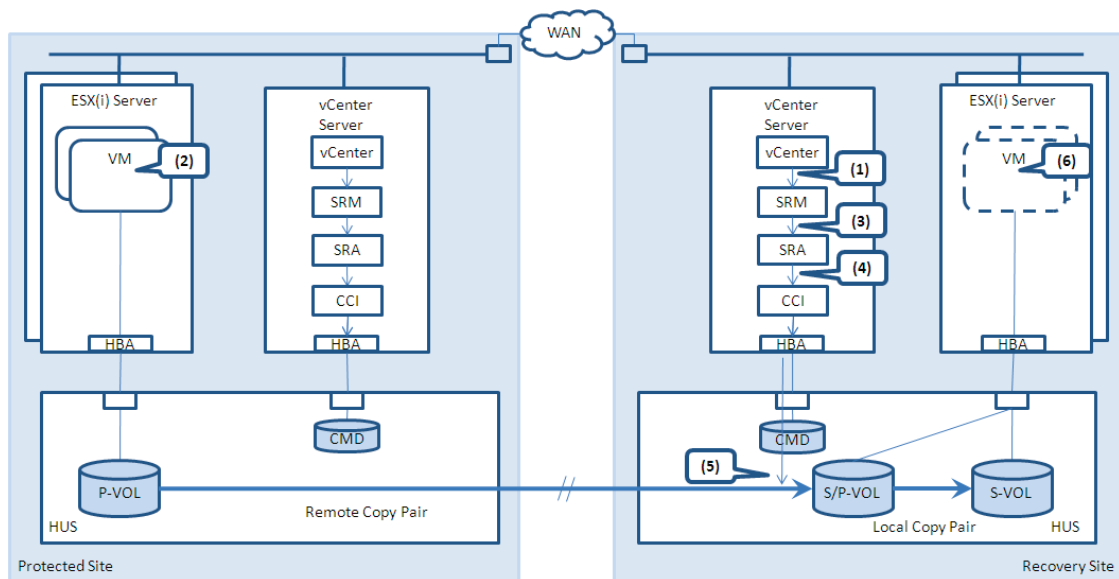 WAN
ESX(i) Server
VM
(2)
HBA
vCenter
Server
vCenter
SRM
SRA
CCI
HBA
P-VOL
CMD
Remote Copy Pair
HUS
Protected Site
vCenter
Server
vCenter
(1)
SRM
(3)
SRA
(4)
CCI
HBA
ESX(i) Server
VM
(6)
HBA
CMD
(5)
S/P-VOL
S-VOL
Local Copy Pair
HUS
Recovery Site